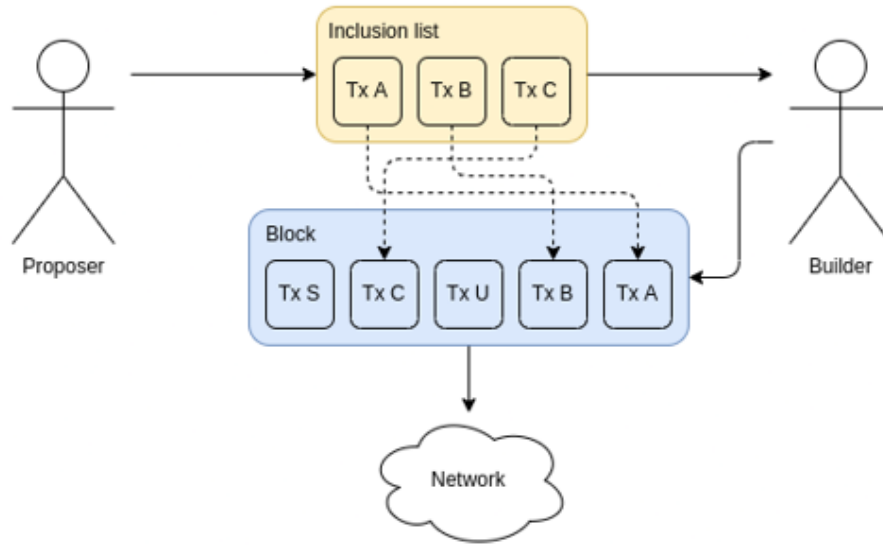 Inclusion list
Tx A Tx B Tx C
Proposer
Builder
Block
Tx S Tx C Tx U Tx B Tx A
Network